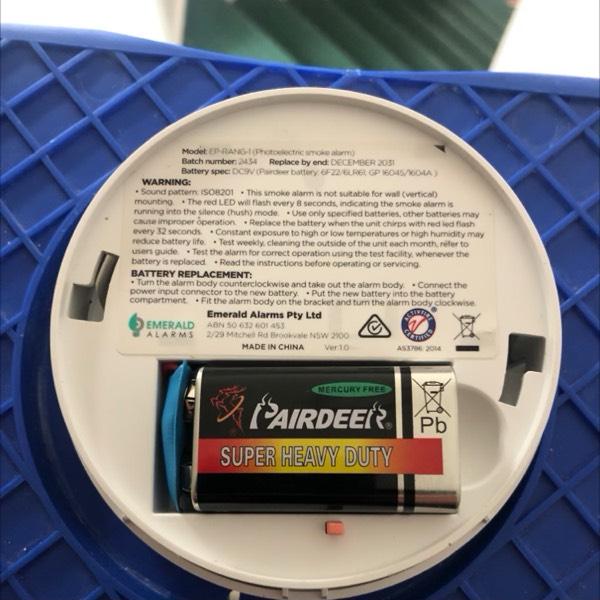 Model: EP-RANG-1 (Photoelectric smoke alarm)
Batch number: 2434 Replace by end: DECEMBER 2031
Battery spec: DC9V (Pairdeer battery: 6F22/6LR61, GP 1604S/1604A )
WARNING:
• Sound pattern: ISO8201 • This smoke alarm is not suitable for wall (vertical)
mounting. • The red LED will flash every 8 seconds, indicating the smoke alarm is
running into the silence (hush) mode. • Use only specified batteries, other batteries may
cause improper operation. • Replace the battery when the unit chirps with red led flash
every 32 seconds. • Constant exposure to high or low temperatures or high humidity may
reduce battery life. • Test weekly, cleaning the outside of the unit each month, refer to
users guide. • Test the alarm for correct operation using the test facility, whenever the
battery is replaced. • Read the instructions before operating or servicing.
BATTERY REPLACEMENT:
• Turn the alarm body counterclockwise and take out the alarm body. • Connect the
power connector to the new battery. • Put the new battery into the battery
compartment. • Fit the alarm body on the bracket and turn the alarm body clockwise.
EMERALD
ALARMS
Emerald Alarms Pty Ltd
ABN 50 632 601 453
2/29 Mitchell Rd Brookvale NSW 2100
MADE IN CHINA Ver:1.0
ACTIVFIRE
CERTIFIED
®
AS3786: 2014
MERCURY FREE
PAIRDEER®
SUPER HEAVY DUTY
Pb